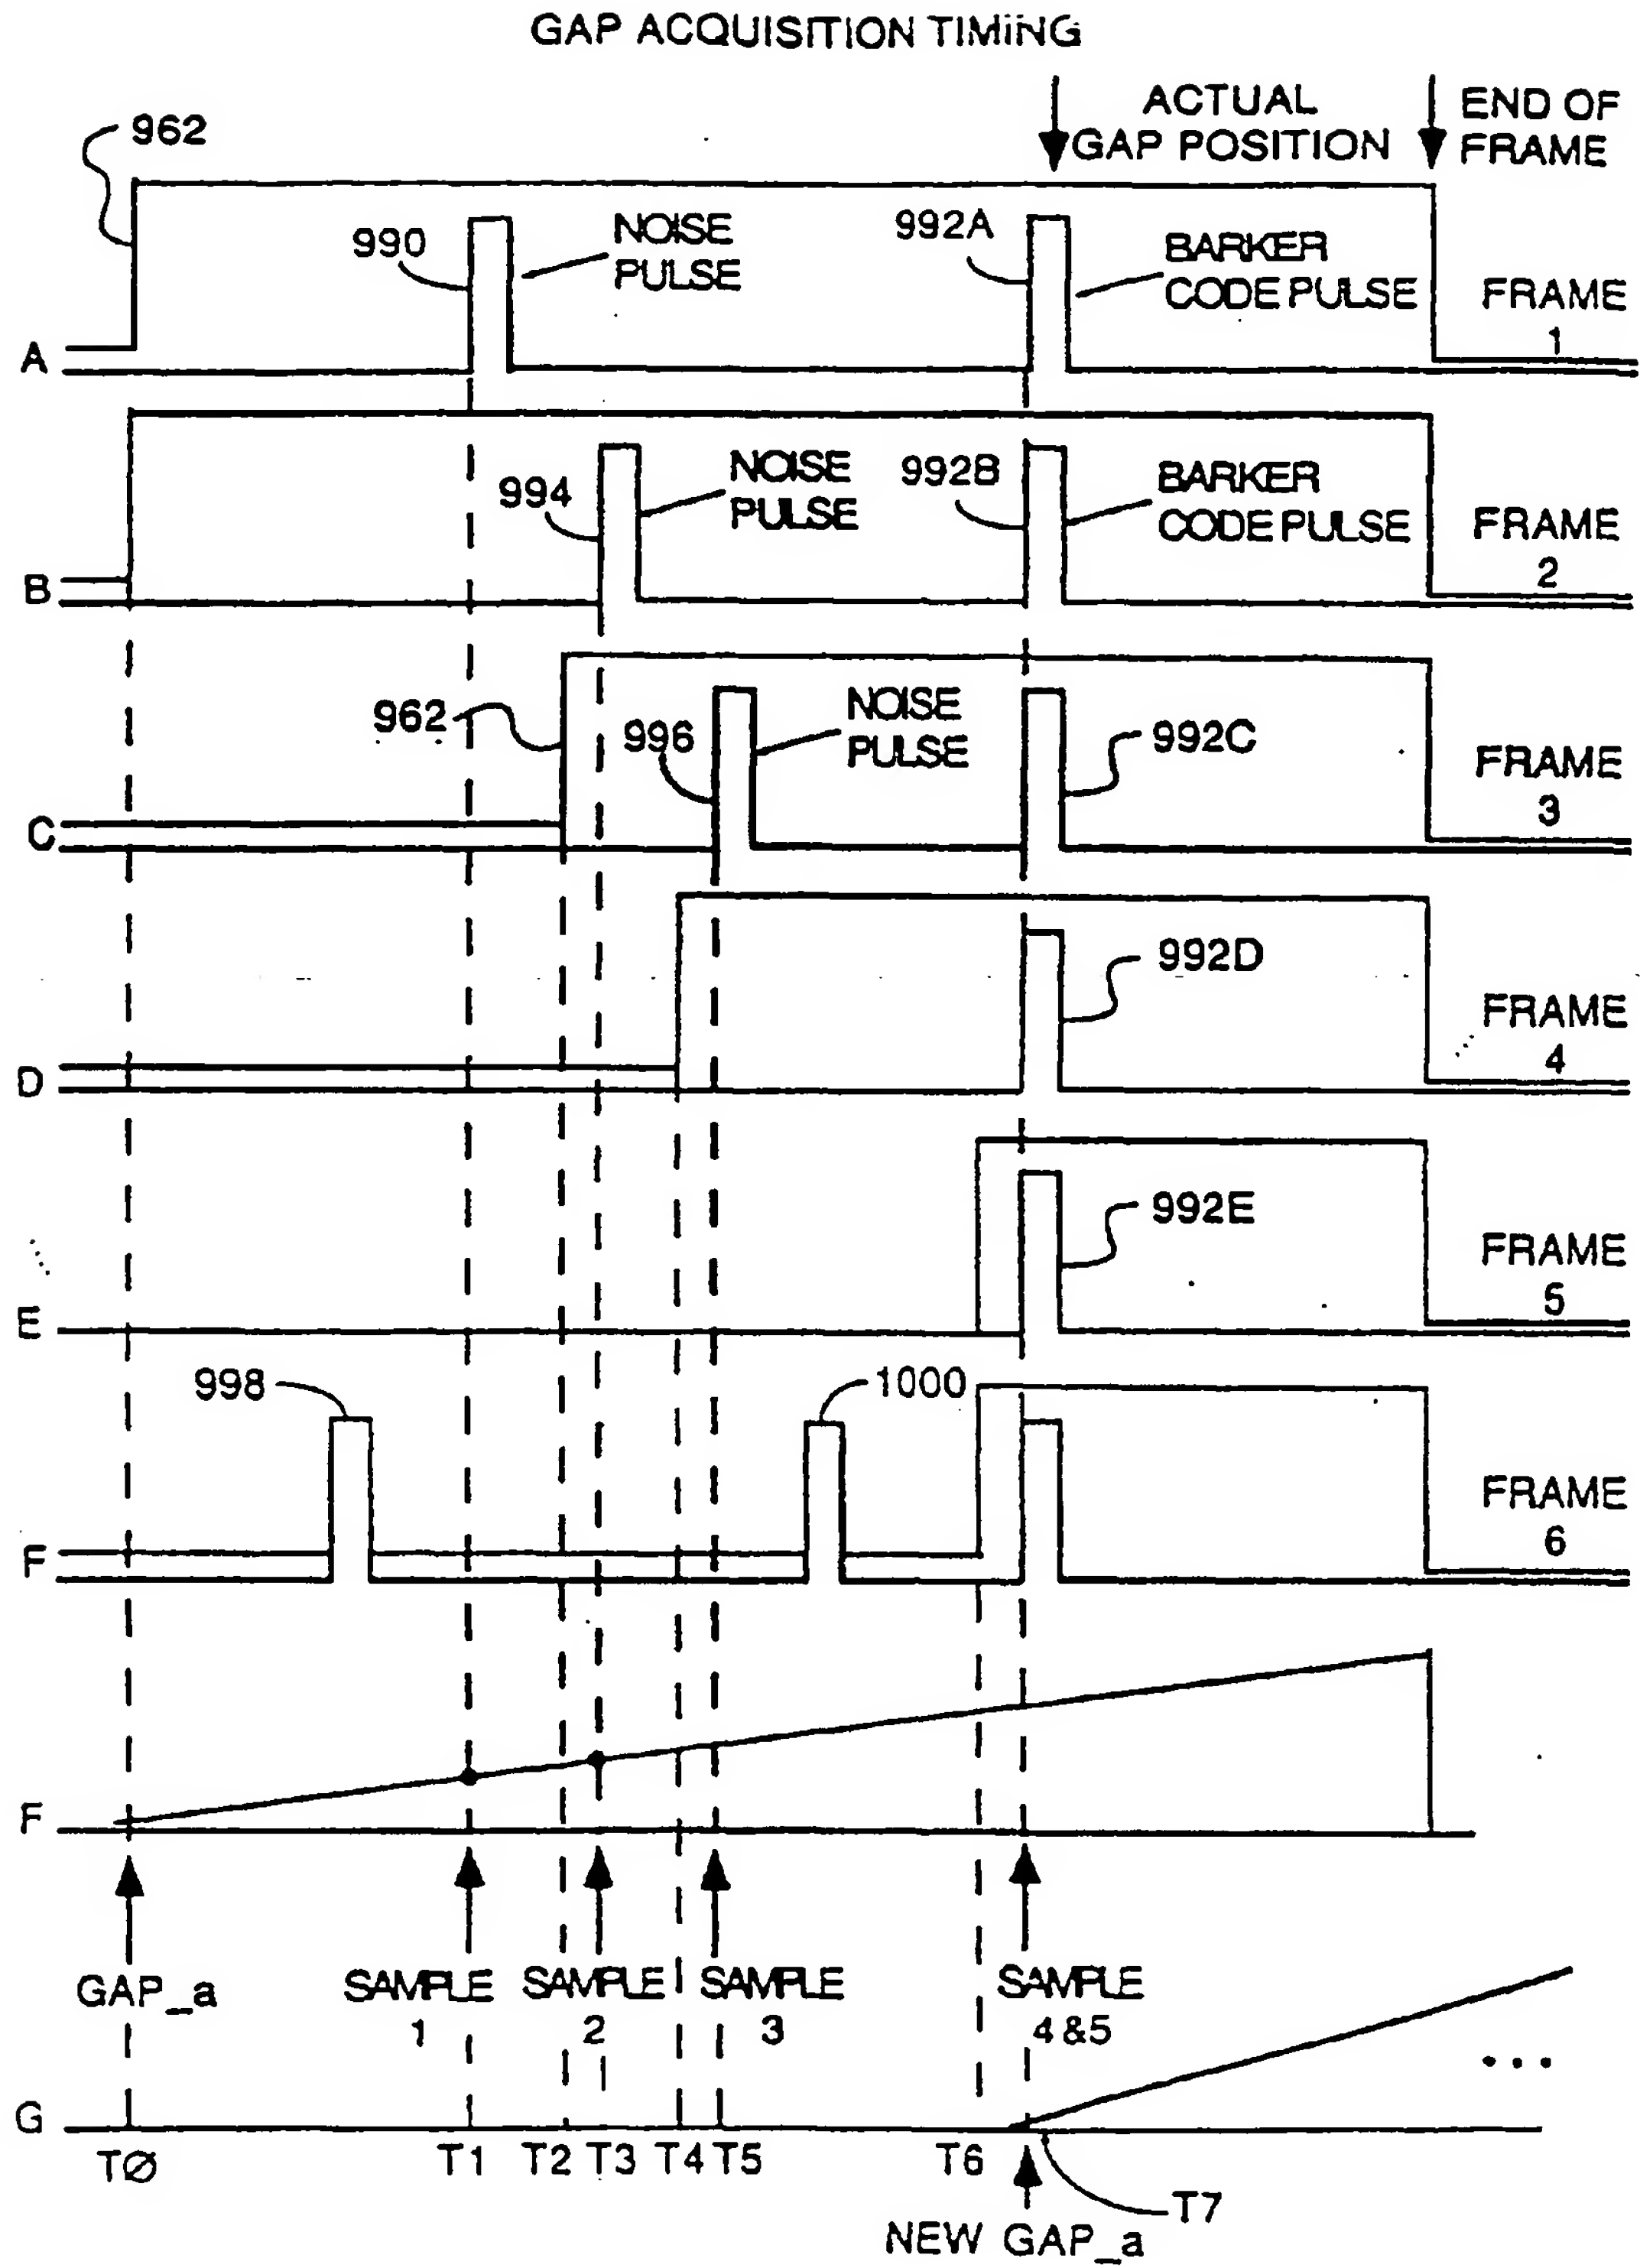 GAP ACQUISITION TIMING
ACTUAL
GAP POSITION
END OF
FRAME
962
990
NOISE
PULSE
992A
BARKER
CODE PULSE
FRAME
1
A
994
NOISE
PULSE
992B
BARKER
CODE PULSE
FRAME
2
B
962
996
NOISE
PULSE
992C
FRAME
3
C
992D
FRAME
4
D
992E
FRAME
5
E
998
1000
FRAME
6
F
F
GAP_a
SAMPLE
1
SAMPLE
2
SAMPLE
3
SAMPLE
4 &5
G
TØ
T1
T2
T3
T4
T5
T6
T7
NEW GAP_a